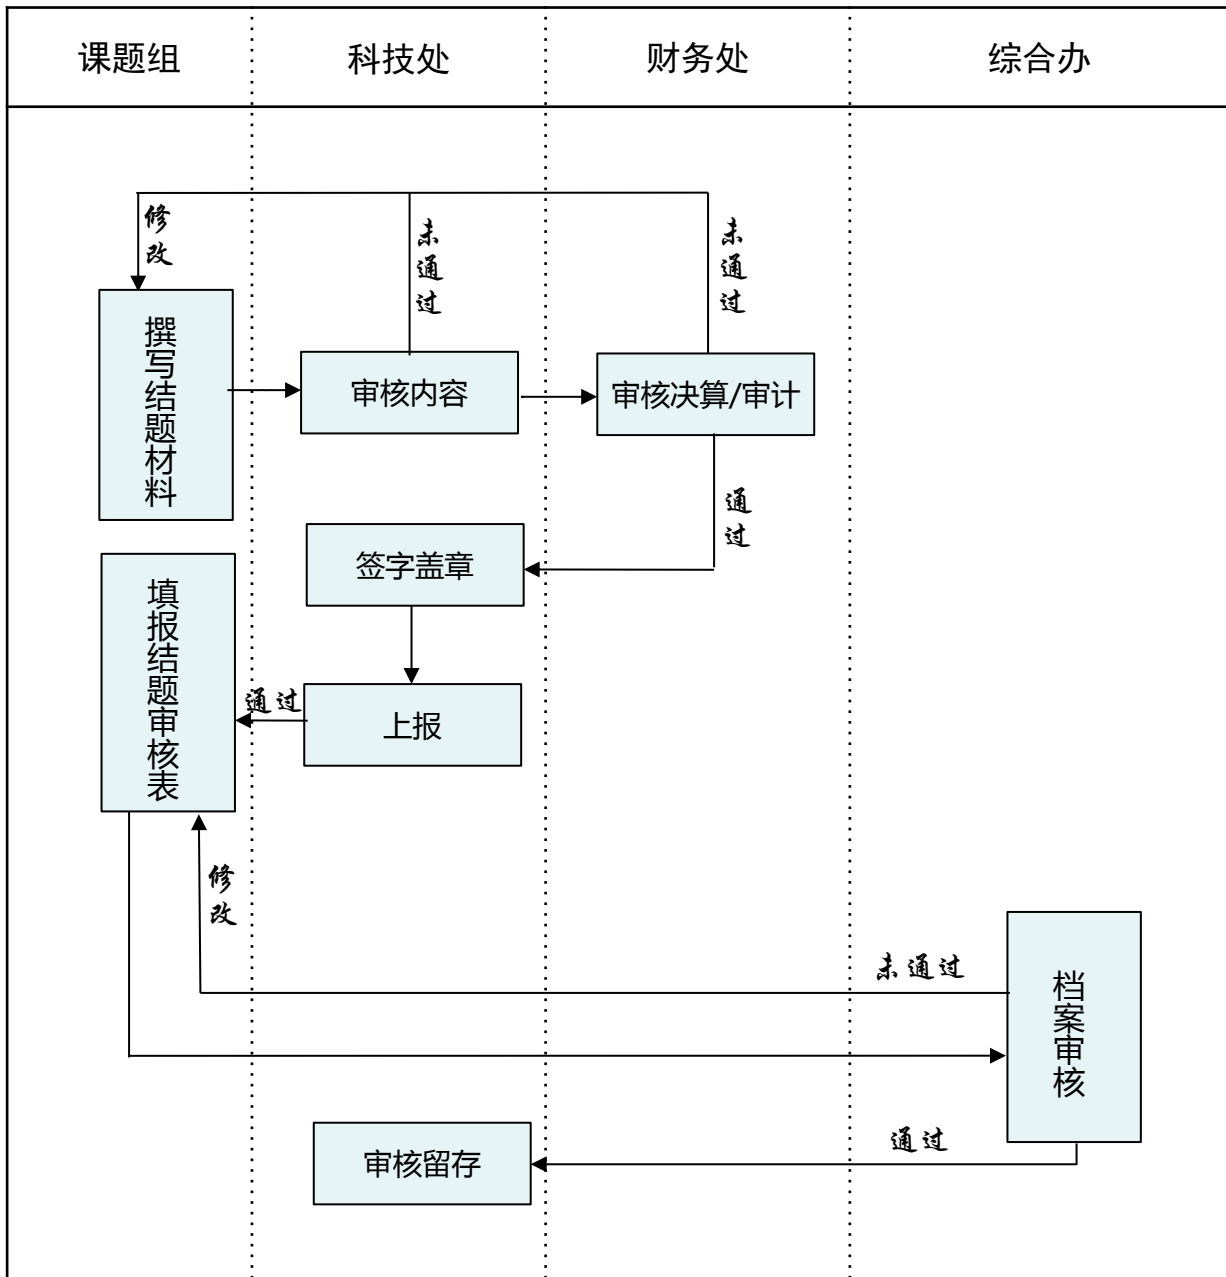 课题组
科技处
财务处
综合办
修改
未通过
未通过
撰写结题材料
审核内容
审核决算/审计
通过
签字盖章
填报结题审核表
通过
上报
修改
未通过
档案审核
通过
审核留存